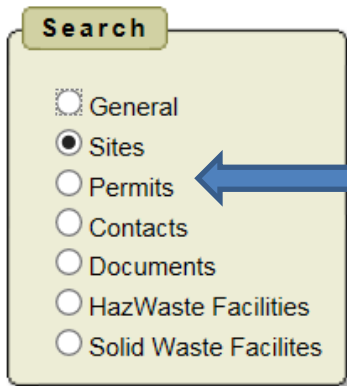 Search
General
Sites
Permits
Contacts
Documents
HazWaste Facilities
Solid Waste Facilites